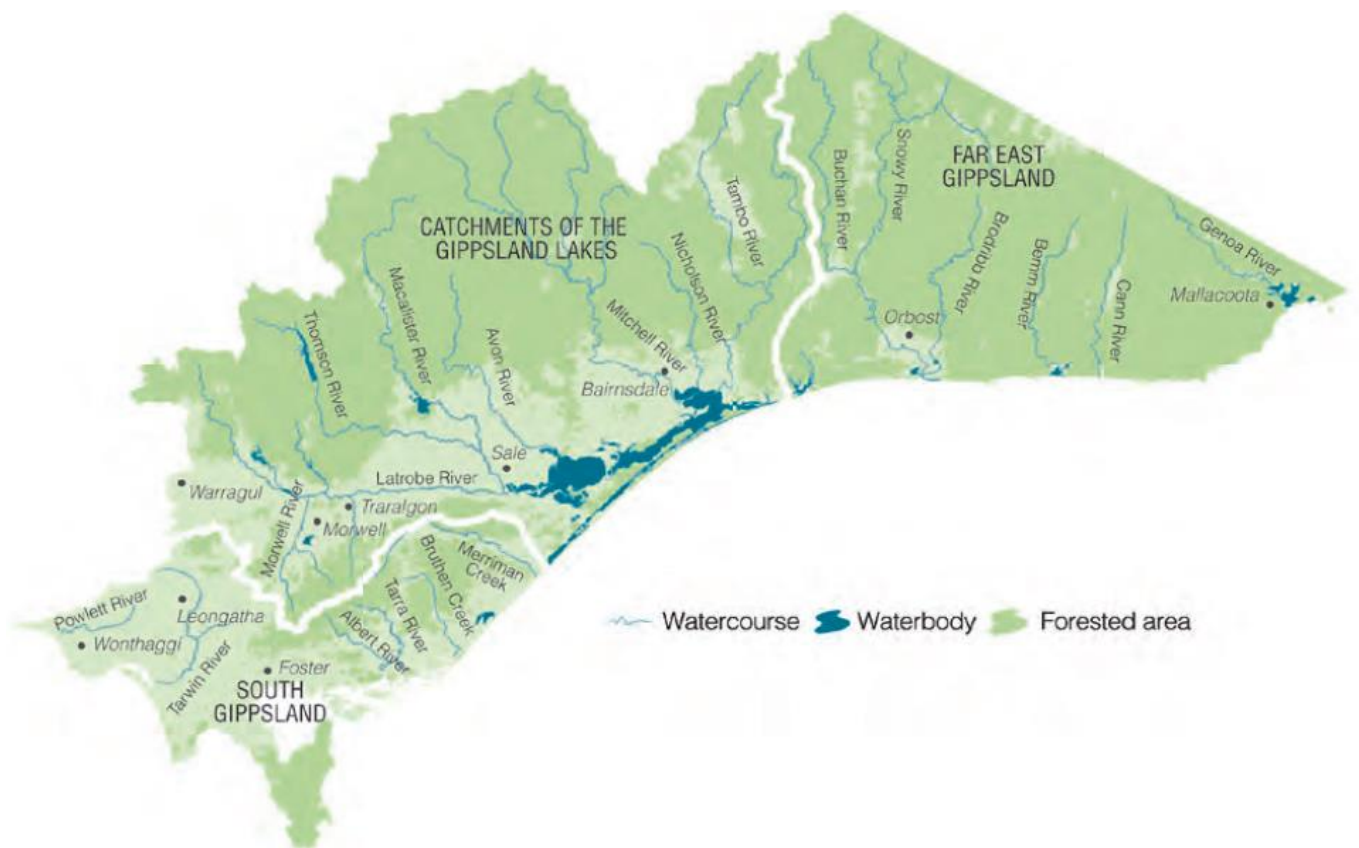 FAR EAST
GIPPSLAND
CATCHMENTS OF THE
GIPPSLAND LAKES
Snowy River
Buchan River
Tambo River
Nicholson River
Brodribb River
Bemm River
Cann River
Genoa River
Mallacoota
Orbost
Macalister River
Mitchell River
Bairnsdale
Thomson River
Avon River
Sale
Latrobe River
Warragul
Traralgon
Morwell
Morwell River
Merriman
Creek
Bruthen Creek
Tarra River
Albert River
Powlett River
Leongatha
Wonthaggi
Tarwin River
Foster
SOUTH
GIPPSLAND
Watercourse
Waterbody
Forested area